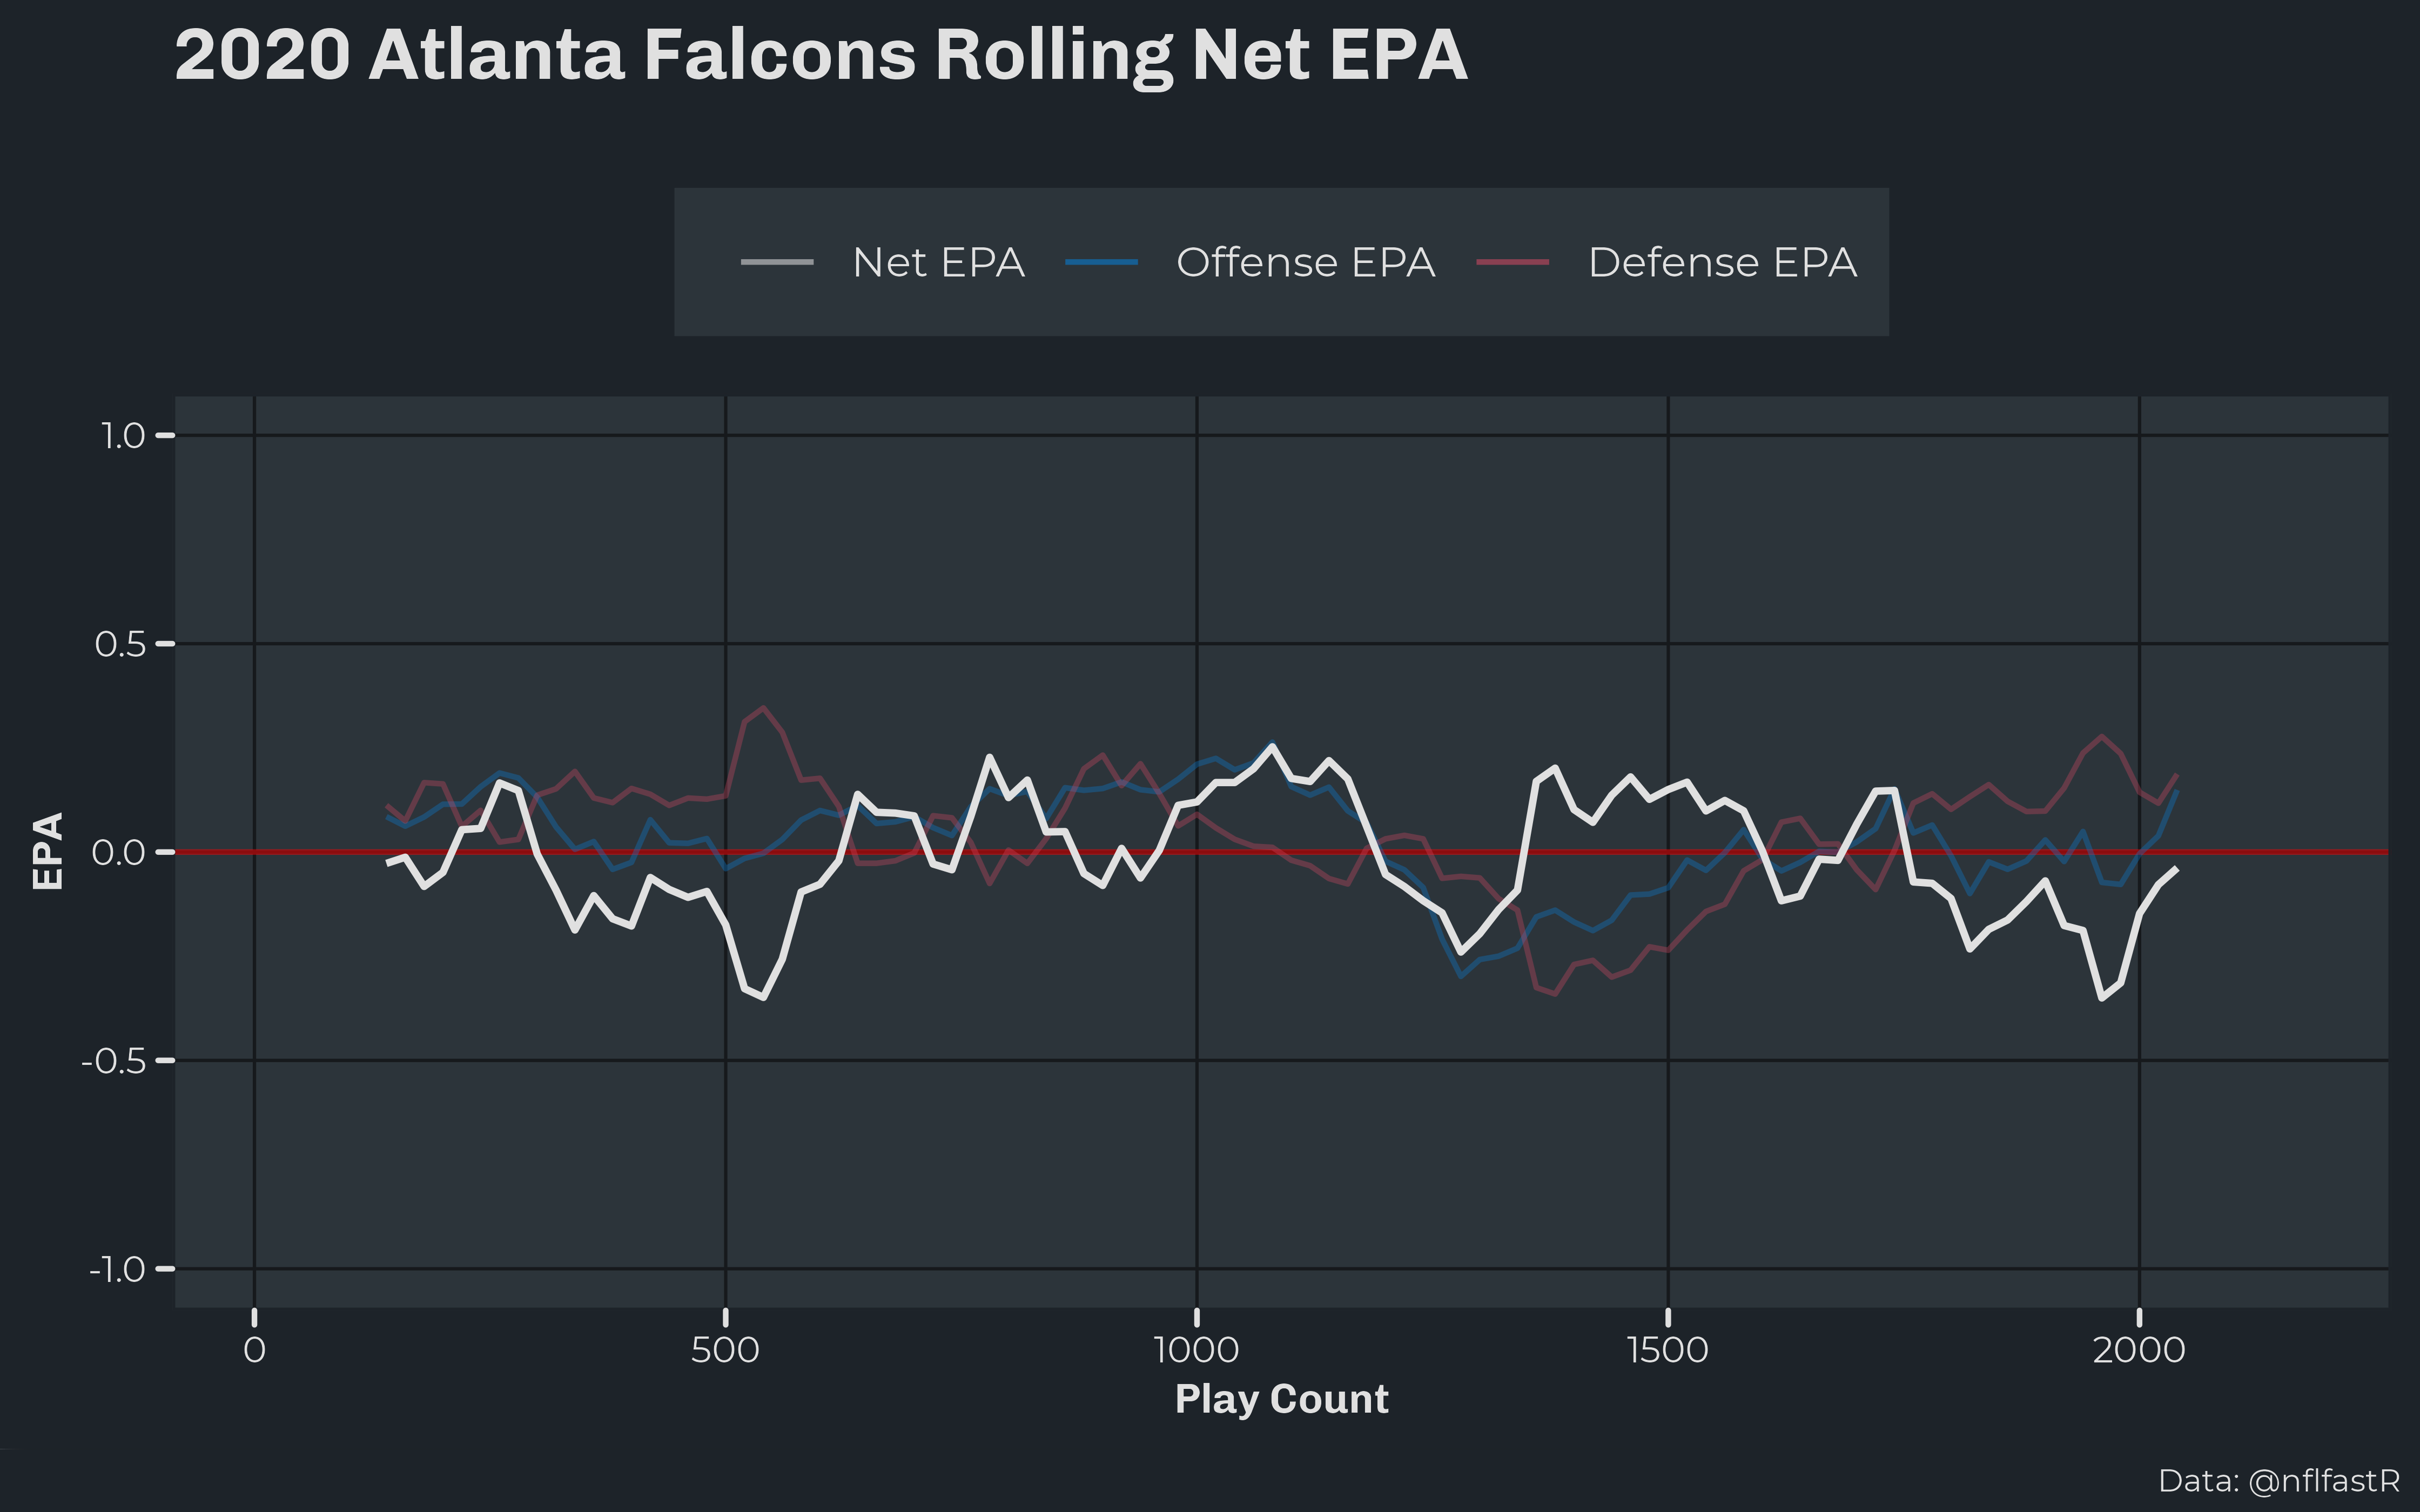 2020 Atlanta Falcons Rolling Net EPA
Net EPA Offense EPA Defense EPA
1.0
0.5
0.0
-0.5
-1.0
EPA
0 500 1000 1500 2000
Play Count
Data: @nflfastR